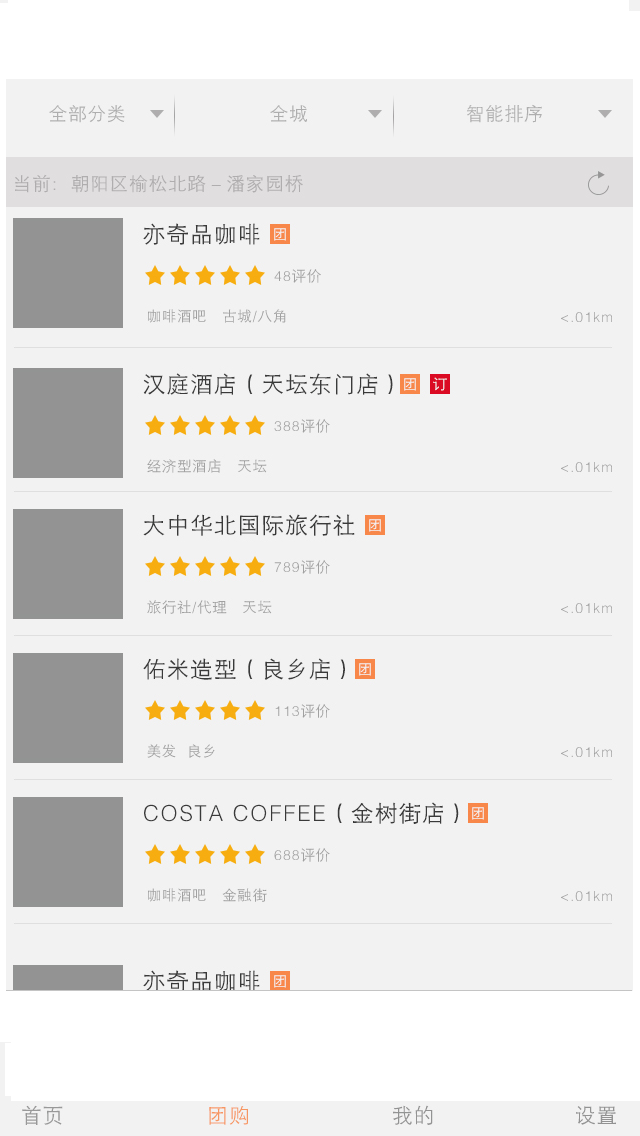 全部分类 全城 智能排序
当前: 朝阳区榆松北路 – 潘家园桥
亦奇品咖啡 团
48评价
咖啡酒吧 古城/八角 <.01km
汉庭酒店 ( 天坛东门店 ) 团 订
388评价
经济型酒店 天坛 <.01km
大中华北国际旅行社 团
789评价
旅行社/代理 天坛 <.01km
佑米造型 ( 良乡店 ) 团
113评价
美发 良乡 <.01km
COSTA COFFEE ( 金树街店 ) 团
688评价
咖啡酒吧 金融街 <.01km
亦奇品咖啡 团
首页 团购 我的 设置